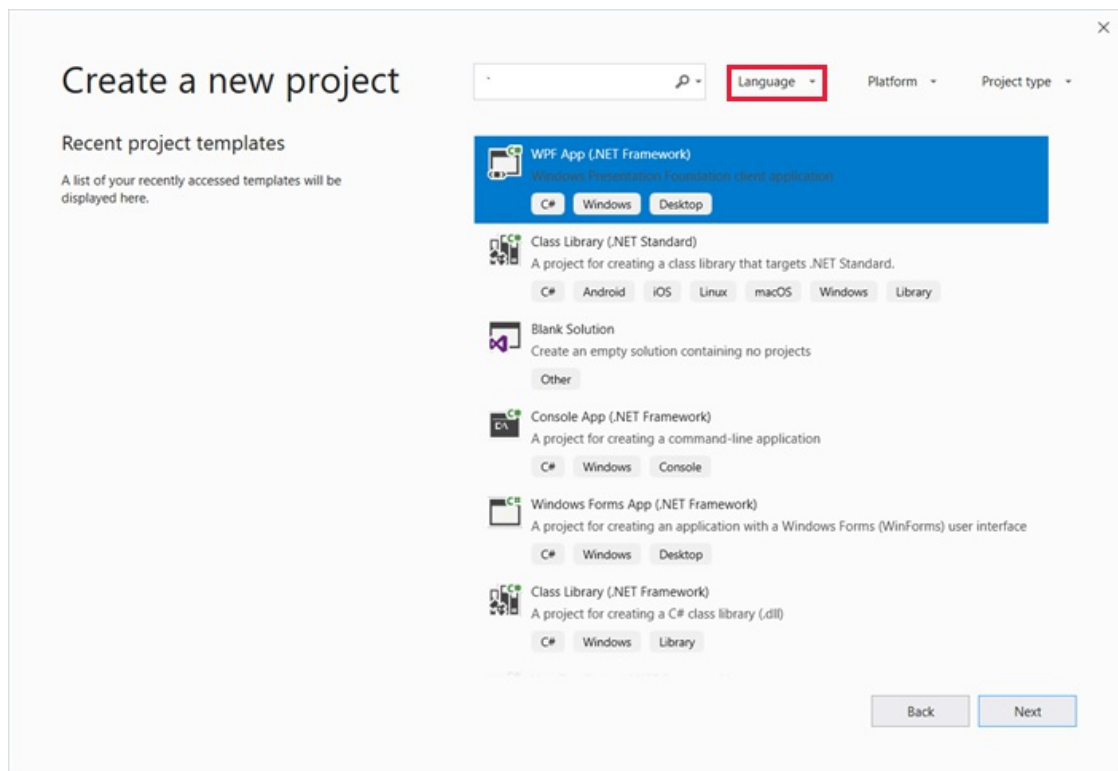 Create a new project
Language
Platform
Project type
Recent project templates
A list of your recently accessed templates will be
displayed here.
WPF App (.NET Framework)
Windows Presentation Foundation client application
C#
Windows
Desktop
Class Library (.NET Standard)
A project for creating a class library that targets .NET Standard.
C#
Android
iOS
Linux
macOS
Windows
Library
Blank Solution
Create an empty solution containing no projects
Other
Console App (.NET Framework)
A project for creating a command-line application
C#
Windows
Console
Windows Forms App (.NET Framework)
A project for creating an application with a Windows Forms (WinForms) user interface
C#
Windows
Desktop
Class Library (.NET Framework)
A project for creating a C# class library (.dll)
C#
Windows
Library
Back
Next